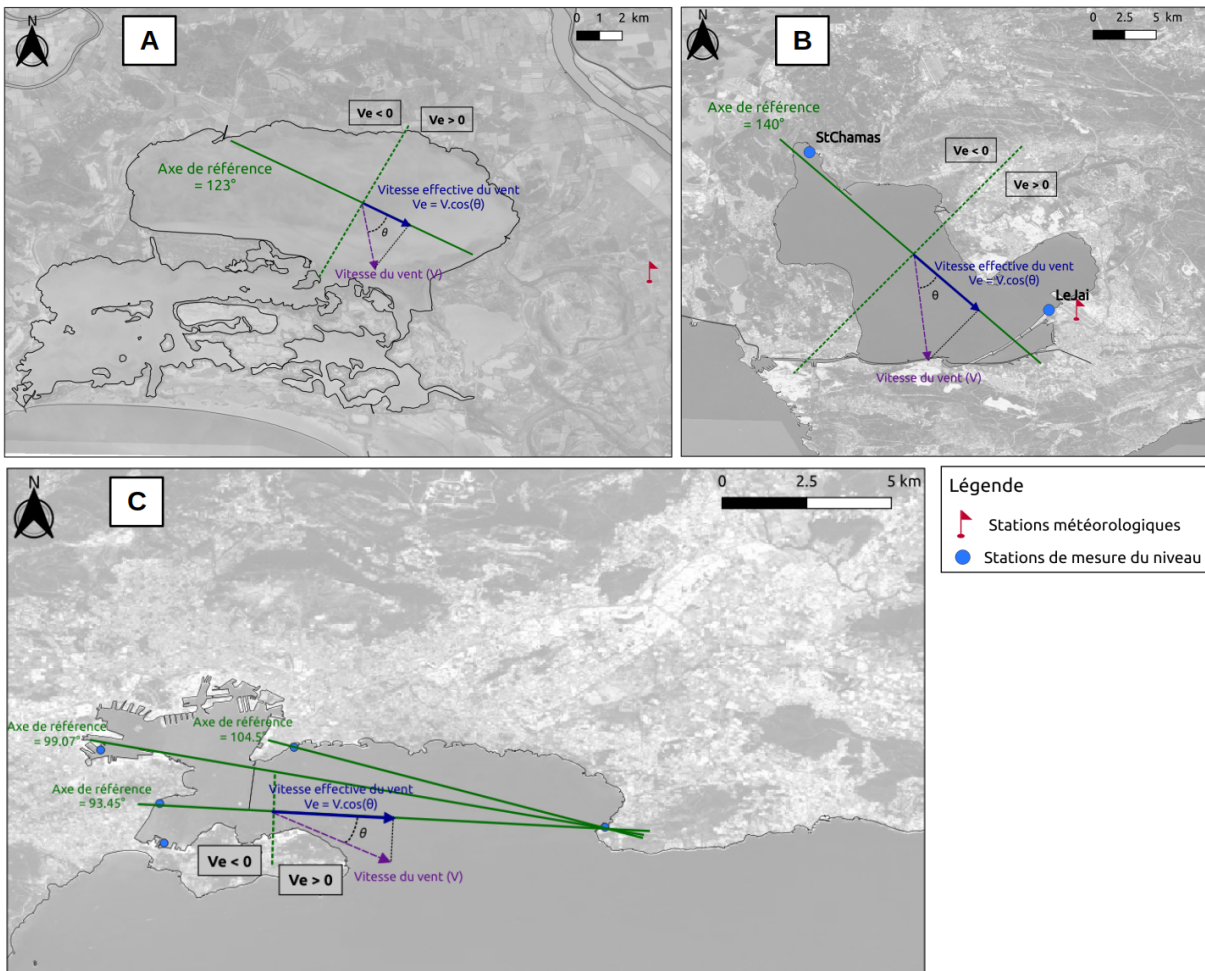 N
A
0 1 2 km
Ve < 0
Ve > 0
Axe de référence
= 123°
Vitesse effective du vent
Ve = V.cos(θ)
θ
Vitesse du vent (V)
N
B
0 2.5 5 km
Axe de référence
= 140°
StChamas
Ve < 0
Ve > 0
Vitesse effective du vent
Ve = V.cos(θ)
θ
LeJai
Vitesse du vent (V)
N
C
0 2.5 5 km
Axe de référence
= 99.07°
Axe de référence
= 104.5°
Axe de référence
= 93.45°
Vitesse effective du vent
Ve = V.cos(θ)
θ
Ve < 0
Ve > 0
Vitesse du vent (V)
Légende
Stations météorologiques
Stations de mesure du niveau